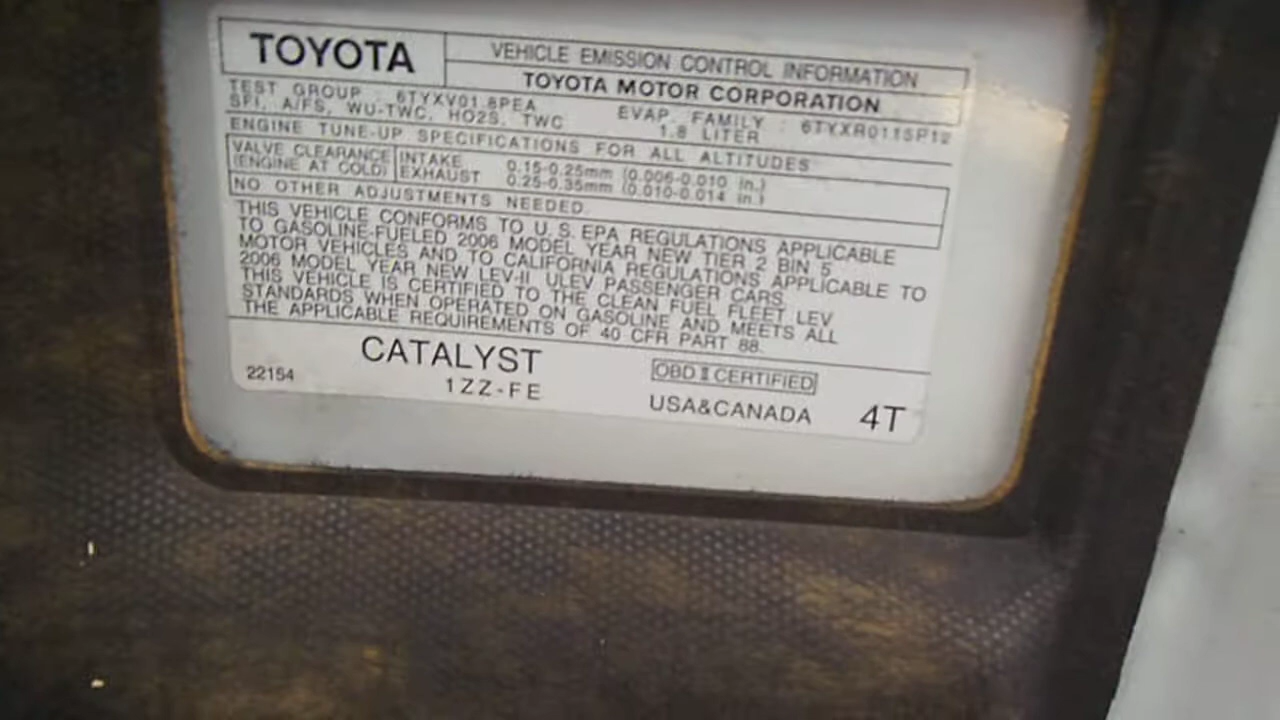 TOYOTA
VEHICLE EMISSION CONTROL INFORMATION
TOYOTA MOTOR CORPORATION
TEST GROUP : 6TYXV01.8PEA EVAP. FAMILY : 6TYXR0115P12
SFI, A/FS, WU-TWC, HO2S, TWC 1.8 LITER
ENGINE TUNE-UP SPECIFICATIONS FOR ALL ALTITUDES
VALVE CLEARANCE INTAKE 0.15-0.25mm (0.006-0.010 in.)
(ENGINE AT COLD) EXHAUST 0.25-0.35mm (0.010-0.014 in.)
NO OTHER ADJUSTMENTS NEEDED.
THIS VEHICLE CONFORMS TO U.S. EPA REGULATIONS APPLICABLE
TO GASOLINE-FUELED 2006 MODEL YEAR NEW TIER 2 BIN 5
MOTOR VEHICLES AND TO CALIFORNIA REGULATIONS APPLICABLE TO
2006 MODEL YEAR NEW LEV-II ULEV PASSENGER CARS.
THIS VEHICLE IS CERTIFIED TO THE CLEAN FUEL FLEET LEV
STANDARDS WHEN OPERATED ON GASOLINE AND MEETS ALL
THE APPLICABLE REQUIREMENTS OF 40 CFR PART 88.
CATALYST
OBD II CERTIFIED
22154 1ZZ-FE USA&CANADA 4T